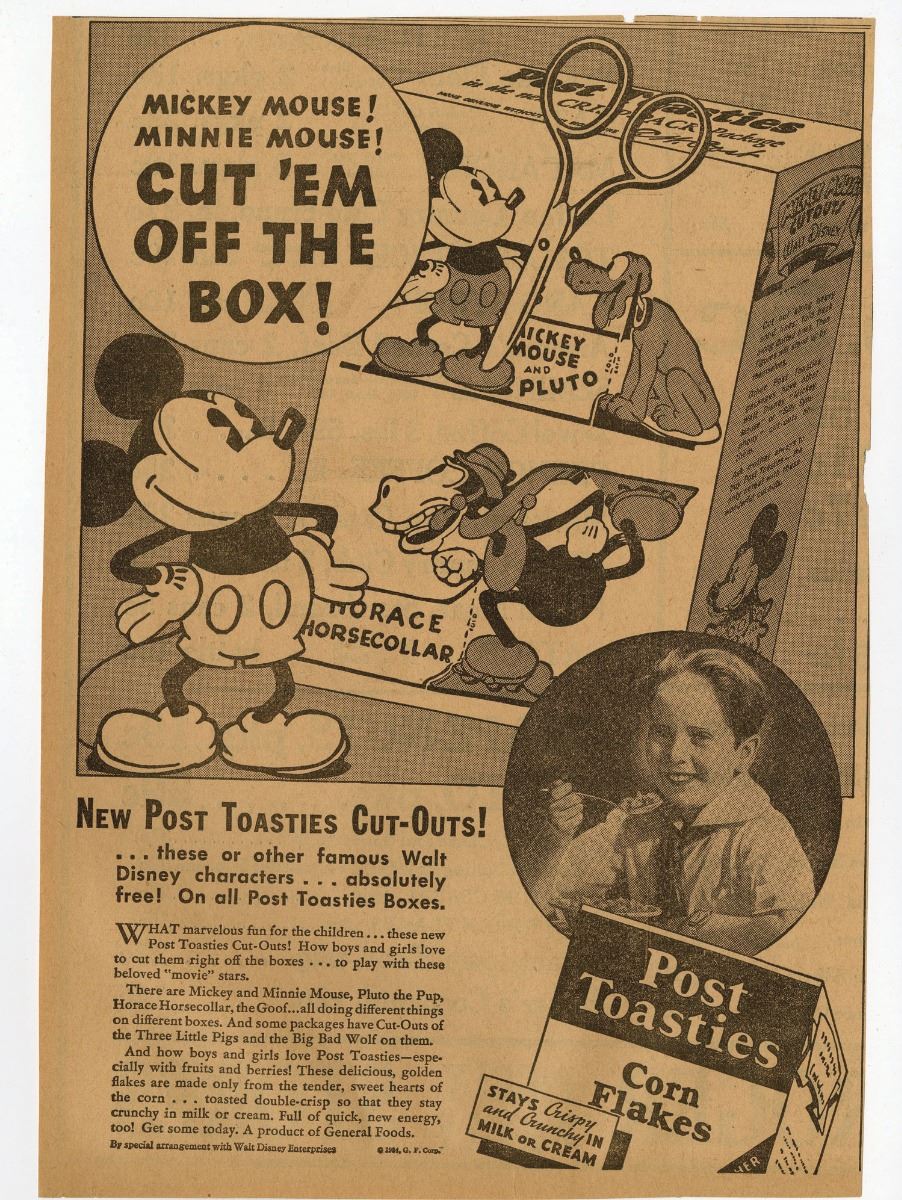 MICKEY MOUSE!
MINNIE MOUSE!
CUT 'EM
OFF THE
BOX!
Post Toasties
Package
MICKEY
MOUSE
AND
PLUTO
CUTOUTS
WALT DISNEY
HORACE
HORSECOLLAR
NEW POST TOASTIES CUT-OUTS!
. . . these or other famous Walt
Disney characters . . . absolutely
free! On all Post Toasties Boxes.
WHAT marvelous fun for the children . . . these new
Post Toasties Cut-Outs! How boys and girls love
to cut them right off the boxes . . . to play with these
beloved "movie" stars.
There are Mickey and Minnie Mouse, Pluto the Pup,
Horace Horsecollar, the Goof...all doing different things
on different boxes. And some packages have Cut-Outs of
the Three Little Pigs and the Big Bad Wolf on them.
And how boys and girls love Post Toasties—espe-
cially with fruits and berries! These delicious, golden
flakes are made only from the tender, sweet hearts of
the corn . . . toasted double-crisp so that they stay
crunchy in milk or cream. Full of quick, new energy,
too! Get some today. A product of General Foods.
By special arrangement with Walt Disney Enterprises © 1934, G. F. Corp.
Post
Toasties
Corn
Flakes
STAYS Crispy
and Crunchy IN
MILK OR CREAM